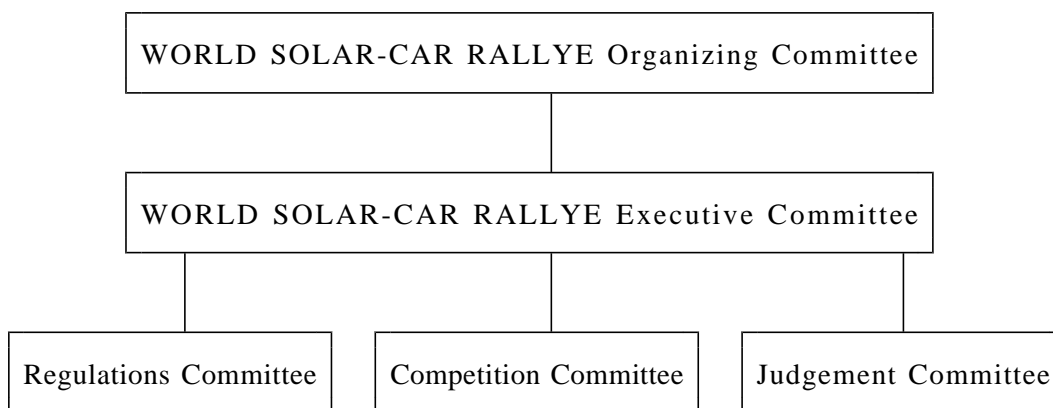 WORLD SOLAR-CAR RALLYE Organizing Committee
WORLD SOLAR-CAR RALLYE Executive Committee
Regulations Committee
Competition Committee
Judgement Committee